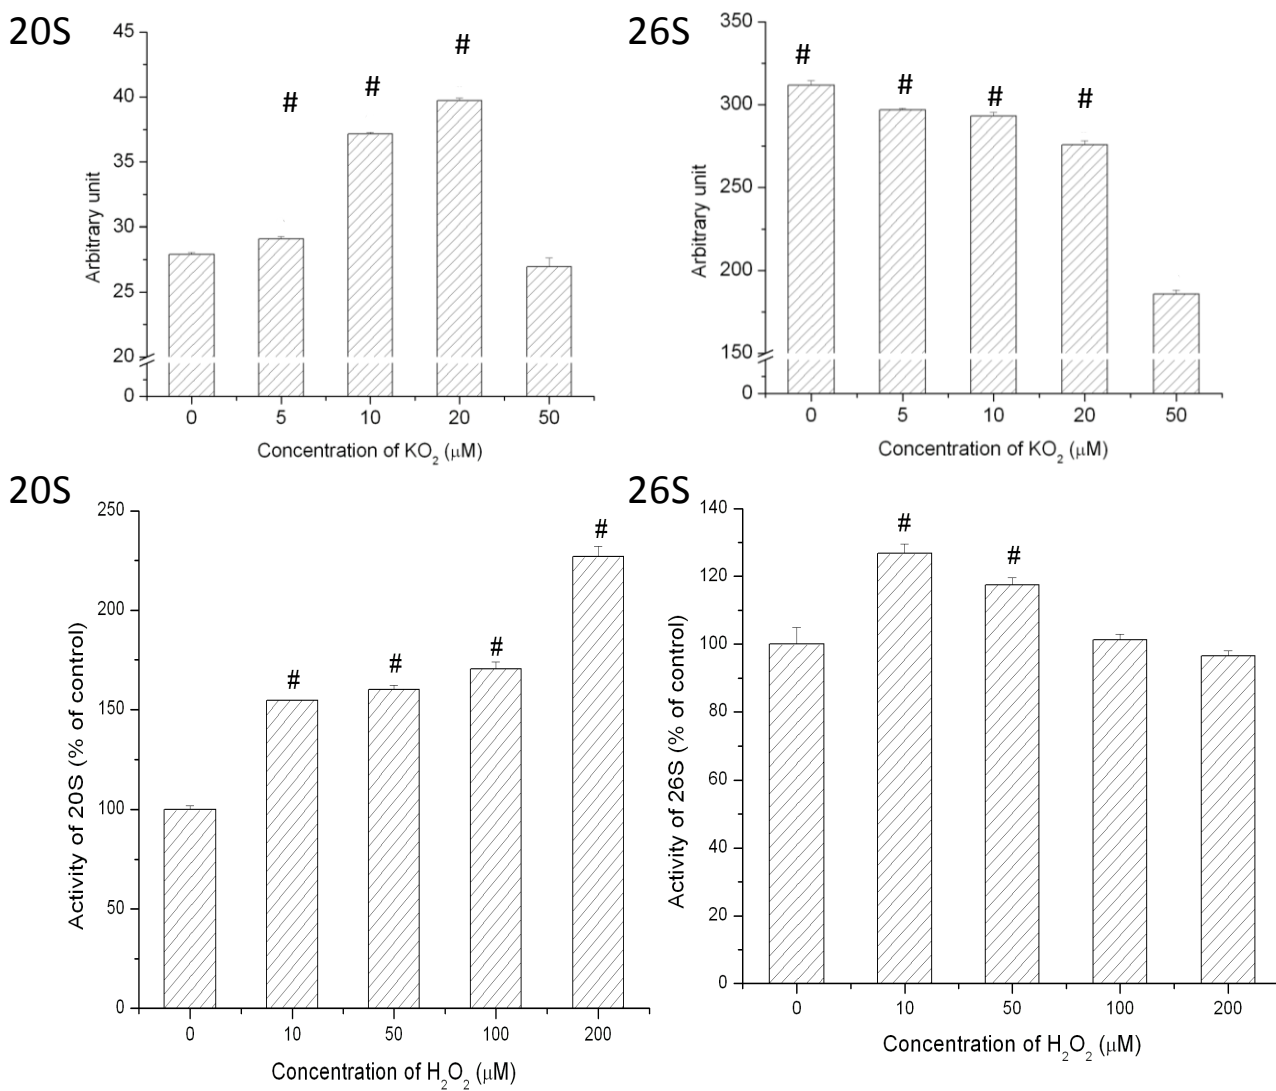 20S
45
40
35
30
25
20
0
Arbitrary unit
#
#
#
0 5 10 20 50
Concentration of KO₂ (μM)
26S
350
300
250
200
150
0
Arbitrary unit
#
#
#
#
0 5 10 20 50
Concentration of KO₂ (μM)
20S
250
200
150
100
50
0
Activity of 20S (% of control)
#
#
#
#
0 10 50 100 200
Concentration of H₂O₂ (μM)
26S
140
120
100
80
60
40
20
0
Activity of 26S (% of control)
#
#
0 10 50 100 200
Concentration of H₂O₂ (μM)